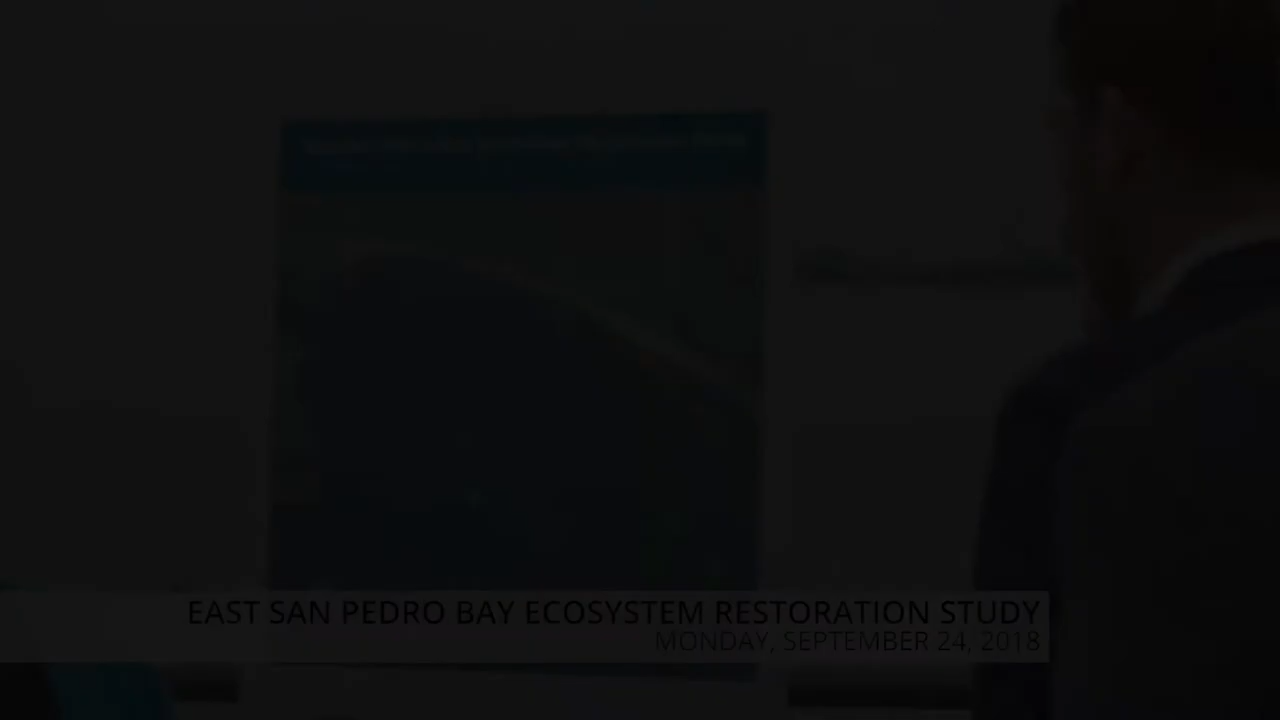 EAST SAN PEDRO BAY ECOSYSTEM RESTORATION STUDY
MONDAY, SEPTEMBER 24, 2018